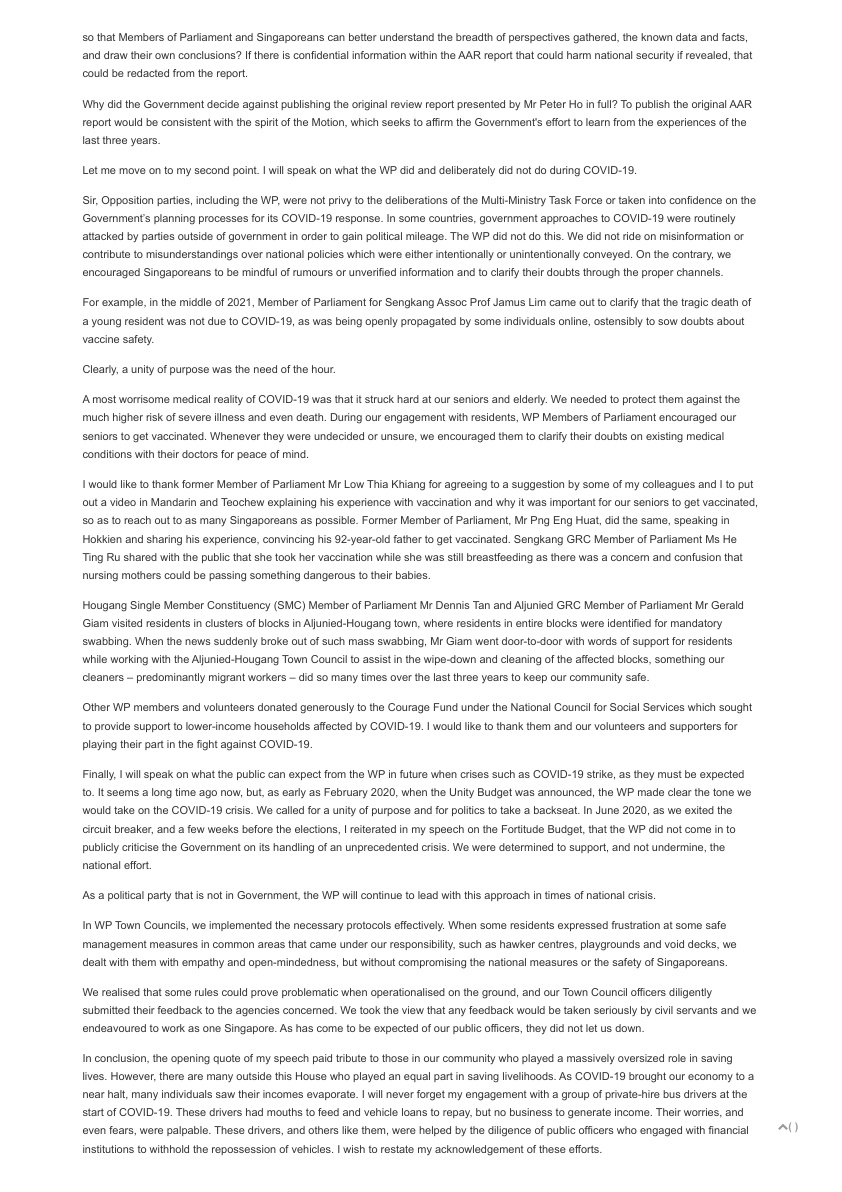 so that Members of Parliament and Singaporeans can better understand the breadth of perspectives gathered, the known data and facts,
and draw their own conclusions? If there is confidential information within the AAR report that could harm national security if revealed, that
could be redacted from the report.
Why did the Government decide against publishing the original review report presented by Mr Peter Ho in full? To publish the original AAR
report would be consistent with the spirit of the Motion, which seeks to affirm the Government's effort to learn from the experiences of the
last three years.
Let me move on to my second point. I will speak on what the WP did and deliberately did not do during COVID-19.
Sir, Opposition parties, including the WP, were not privy to the deliberations of the Multi-Ministry Task Force or taken into confidence on the
Government’s planning processes for its COVID-19 response. In some countries, government approaches to COVID-19 were routinely
attacked by parties outside of government in order to gain political mileage. The WP did not do this. We did not ride on misinformation or
contribute to misunderstandings over national policies which were either intentionally or unintentionally conveyed. On the contrary, we
encouraged Singaporeans to be mindful of rumours or unverified information and to clarify their doubts through the proper channels.
For example, in the middle of 2021, Member of Parliament for Sengkang Assoc Prof Jamus Lim came out to clarify that the tragic death of
a young resident was not due to COVID-19, as was being openly propagated by some individuals online, ostensibly to sow doubts about
vaccine safety.
Clearly, a unity of purpose was the need of the hour.
A most worrisome medical reality of COVID-19 was that it struck hard at our seniors and elderly. We needed to protect them against the
much higher risk of severe illness and even death. During our engagement with residents, WP Members of Parliament encouraged our
seniors to get vaccinated. Whenever they were undecided or unsure, we encouraged them to clarify their doubts on existing medical
conditions with their doctors for peace of mind.
I would like to thank former Member of Parliament Mr Low Thia Khiang for agreeing to a suggestion by some of my colleagues and I to put
out a video in Mandarin and Teochew explaining his experience with vaccination and why it was important for our seniors to get vaccinated,
so as to reach out to as many Singaporeans as possible. Former Member of Parliament, Mr Png Eng Huat, did the same, speaking in
Hokkien and sharing his experience, convincing his 92-year-old father to get vaccinated. Sengkang GRC Member of Parliament Ms He
Ting Ru shared with the public that she took her vaccination while she was still breastfeeding as there was a concern and confusion that
nursing mothers could be passing something dangerous to their babies.
Hougang Single Member Constituency (SMC) Member of Parliament Mr Dennis Tan and Aljunied GRC Member of Parliament Mr Gerald
Giam visited residents in clusters of blocks in Aljunied-Hougang town, where residents in entire blocks were identified for mandatory
swabbing. When the news suddenly broke out of such mass swabbing, Mr Giam went door-to-door with words of support for residents
while working with the Aljunied-Hougang Town Council to assist in the wipe-down and cleaning of the affected blocks, something our
cleaners – predominantly migrant workers – did so many times over the last three years to keep our community safe.
Other WP members and volunteers donated generously to the Courage Fund under the National Council for Social Services which sought
to provide support to lower-income households affected by COVID-19. I would like to thank them and our volunteers and supporters for
playing their part in the fight against COVID-19.
Finally, I will speak on what the public can expect from the WP in future when crises such as COVID-19 strike, as they must be expected
to. It seems a long time ago now, but, as early as February 2020, when the Unity Budget was announced, the WP made clear the tone we
would take on the COVID-19 crisis. We called for a unity of purpose and for politics to take a backseat. In June 2020, as we exited the
circuit breaker, and a few weeks before the elections, I reiterated in my speech on the Fortitude Budget, that the WP did not come in to
publicly criticise the Government on its handling of an unprecedented crisis. We were determined to support, and not undermine, the
national effort.
As a political party that is not in Government, the WP will continue to lead with this approach in times of national crisis.
In WP Town Councils, we implemented the necessary protocols effectively. When some residents expressed frustration at some safe
management measures in common areas that came under our responsibility, such as hawker centres, playgrounds and void decks, we
dealt with them with empathy and open-mindedness, but without compromising the national measures or the safety of Singaporeans.
We realised that some rules could prove problematic when operationalised on the ground, and our Town Council officers diligently
submitted their feedback to the agencies concerned. We took the view that any feedback would be taken seriously by civil servants and we
endeavoured to work as one Singapore. As has come to be expected of our public officers, they did not let us down.
In conclusion, the opening quote of my speech paid tribute to those in our community who played a massively oversized role in saving
lives. However, there are many outside this House who played an equal part in saving livelihoods. As COVID-19 brought our economy to a
near halt, many individuals saw their incomes evaporate. I will never forget my engagement with a group of private-hire bus drivers at the
start of COVID-19. These drivers had mouths to feed and vehicle loans to repay, but no business to generate income. Their worries, and
even fears, were palpable. These drivers, and others like them, were helped by the diligence of public officers who engaged with financial
institutions to withhold the repossession of vehicles. I wish to restate my acknowledgement of these efforts.
( )